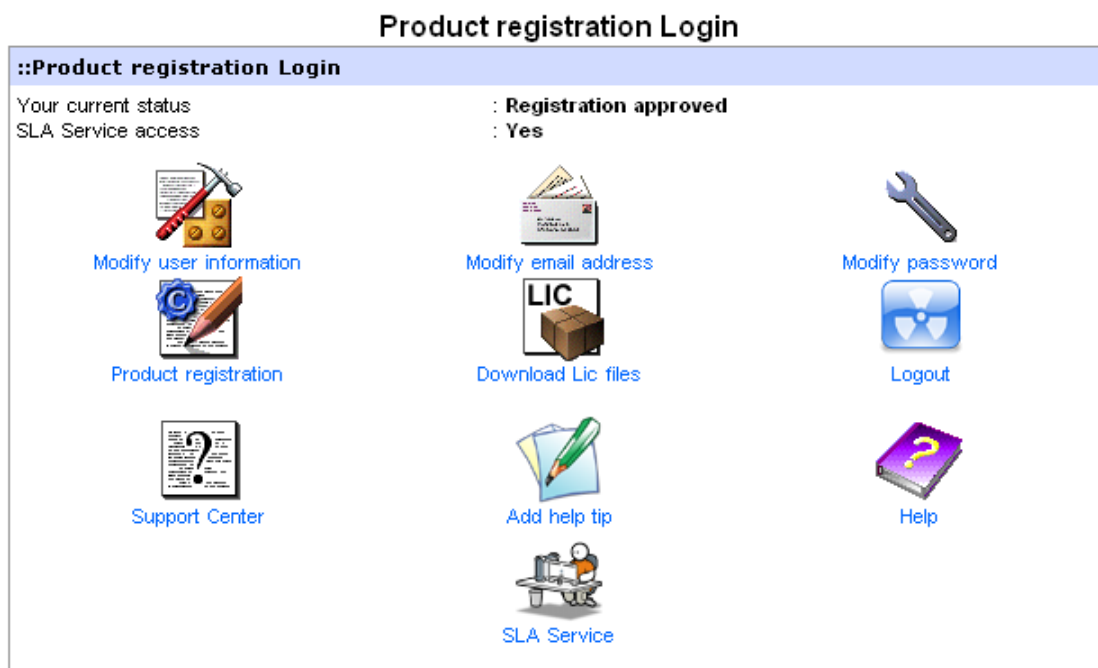 Product registration Login
::Product registration Login
Your current status : Registration approved
SLA Service access : Yes
Modify user information Modify email address Modify password
LIC
Product registration Download Lic files Logout
Support Center Add help tip Help
SLA Service